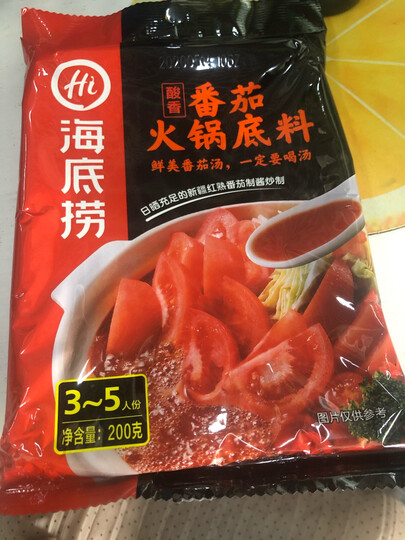 Hi
海底捞
酸香
番茄
火锅底料
鲜美番茄汤，一定要喝汤
日晒充足的新疆红熟番茄制酱炒制
3~5人份
净含量：200克
图片仅供参考